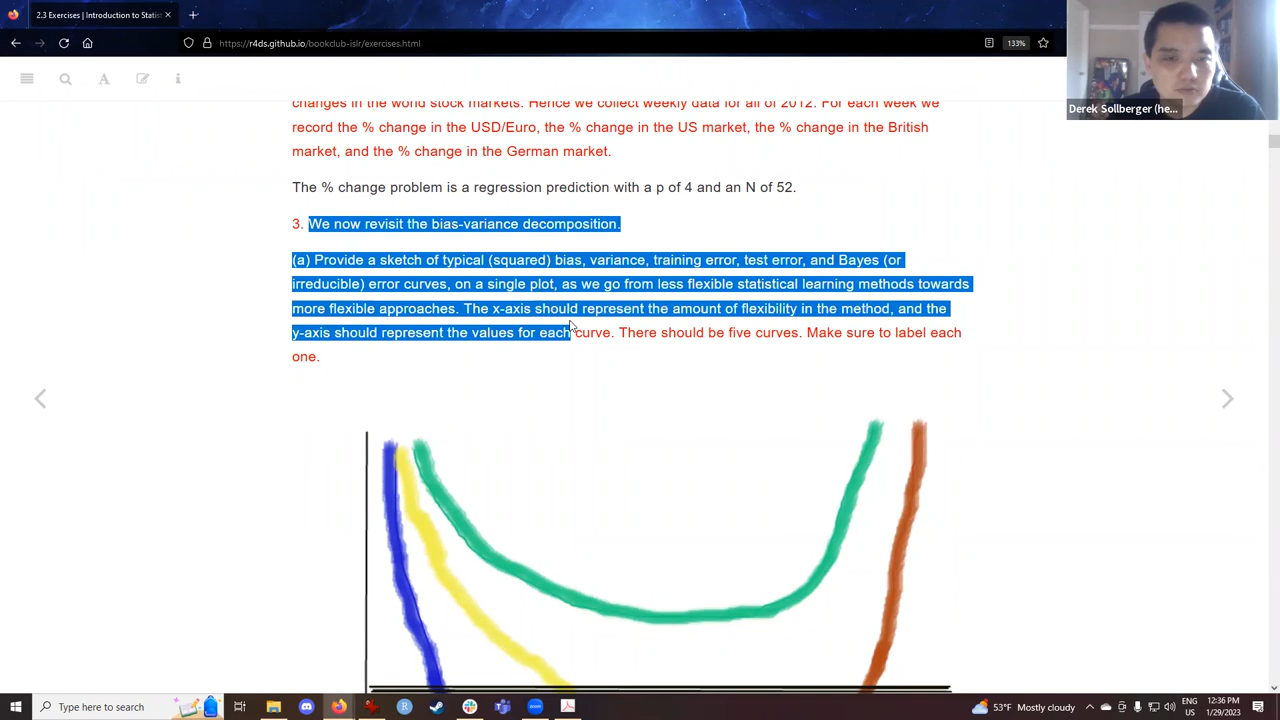 2.3 Exercises | Introduction to Statist
https://r4ds.github.io/bookclub-islr/exercises.html
133%
Derek Sollberger (he...
changes in the world stock markets. Hence we collect weekly data for all of 2012. For each week we
record the % change in the USD/Euro, the % change in the US market, the % change in the British
market, and the % change in the German market.
The % change problem is a regression prediction with a p of 4 and an N of 52.
3. We now revisit the bias-variance decomposition.
(a) Provide a sketch of typical (squared) bias, variance, training error, test error, and Bayes (or
irreducible) error curves, on a single plot, as we go from less flexible statistical learning methods towards
more flexible approaches. The x-axis should represent the amount of flexibility in the method, and the
y-axis should represent the values for each curve. There should be five curves. Make sure to label each
one.
Type here to search
53°F Mostly cloudy
ENG
US
12:36 PM
1/29/2023